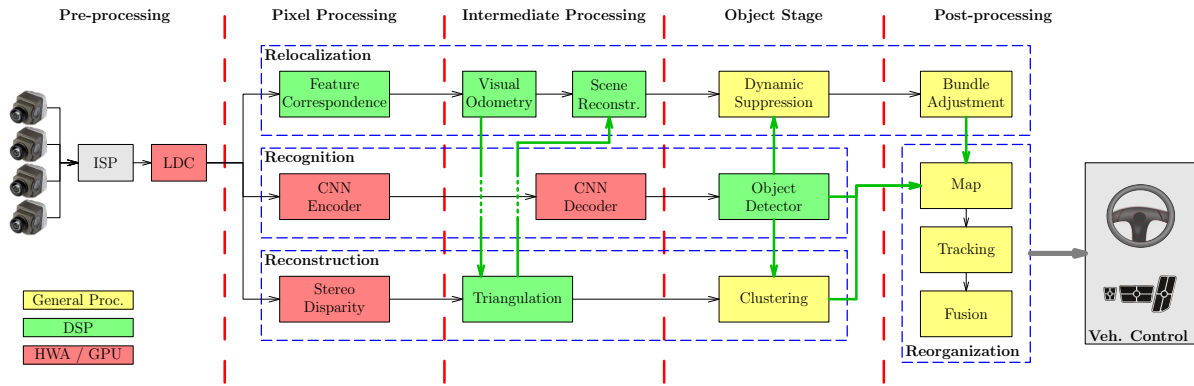 Pre-processing
Pixel Processing
Intermediate Processing
Object Stage
Post-processing
Relocalization
Feature
Correspondence
Visual
Odometry
Scene
Reconstr.
Dynamic
Suppression
Bundle
Adjustment
ISP
LDC
Recognition
CNN
Encoder
CNN
Decoder
Object
Detector
Map
Tracking
Fusion
Reorganization
Reconstruction
Stereo
Disparity
Triangulation
Clustering
General Proc.
DSP
HWA / GPU
Veh. Control